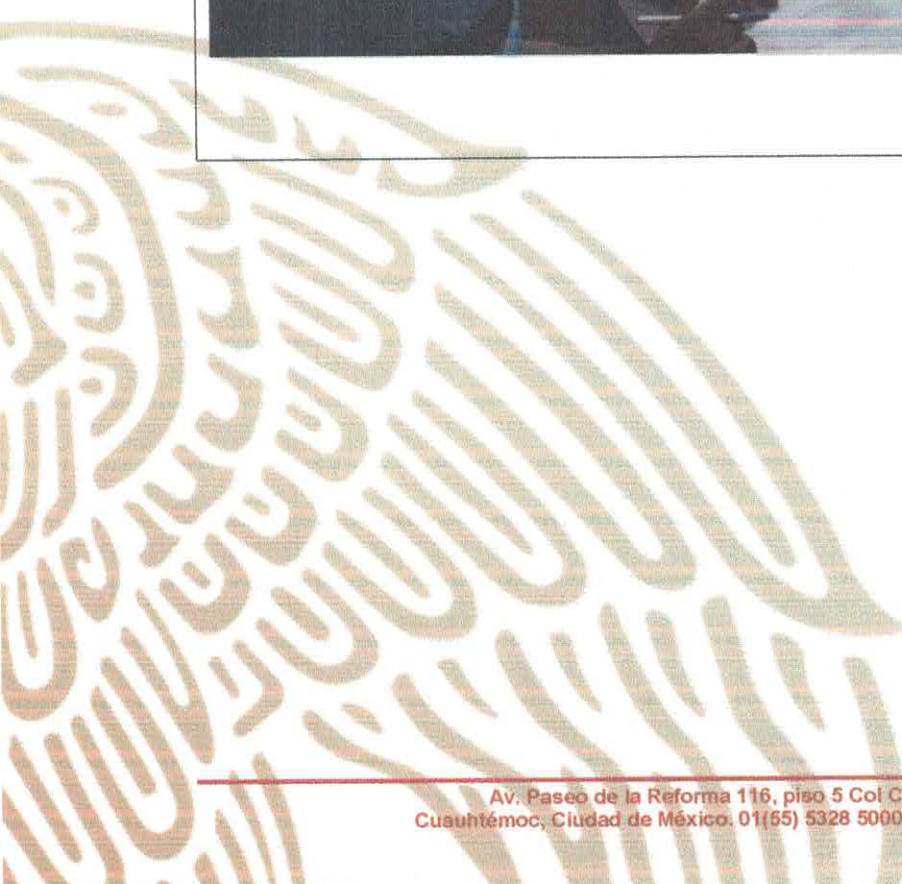 Av. Paseo de la Reforma 116, piso 5 Col C
Cuauhtémoc, Ciudad de México. 01(55) 5328 5000